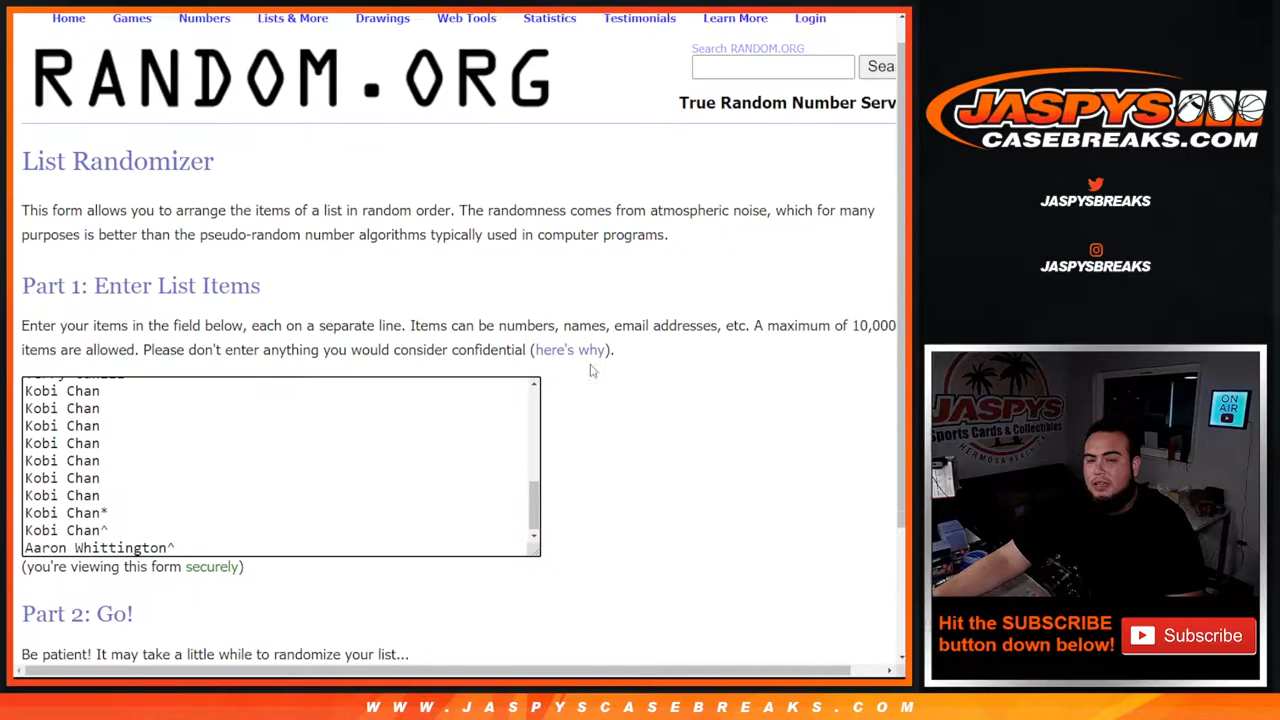 Home Games Numbers Lists & More Drawings Web Tools Statistics Testimonials Learn More Login
RANDOM.ORG
Search RANDOM.ORG
Sea
True Random Number Serv
List Randomizer
This form allows you to arrange the items of a list in random order. The randomness comes from atmospheric noise, which for many
purposes is better than the pseudo-random number algorithms typically used in computer programs.
Part 1: Enter List Items
Enter your items in the field below, each on a separate line. Items can be numbers, names, email addresses, etc. A maximum of 10,000
items are allowed. Please don't enter anything you would consider confidential (here's why).
Kobi Chan
Kobi Chan
Kobi Chan
Kobi Chan
Kobi Chan
Kobi Chan
Kobi Chan
Kobi Chan*
Kobi Chan^
Aaron Whittington^
(you're viewing this form securely)
Part 2: Go!
Be patient! It may take a little while to randomize your list...
JASPYS
CASEBREAKS.COM
JASPYSBREAKS
JASPYSBREAKS
JASPYS
Sports Cards & Collectibles
HERMOSA BEACH, CA
ON
AIR
Hit the SUBSCRIBE
button down below!
Subscribe
WWW.JASPYSCASEBREAKS.COM